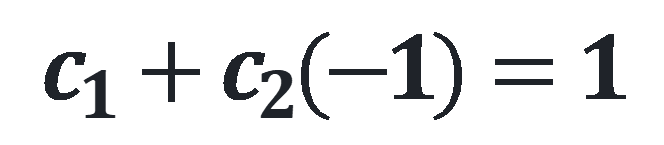 c₁ + c₂(−1) = 1